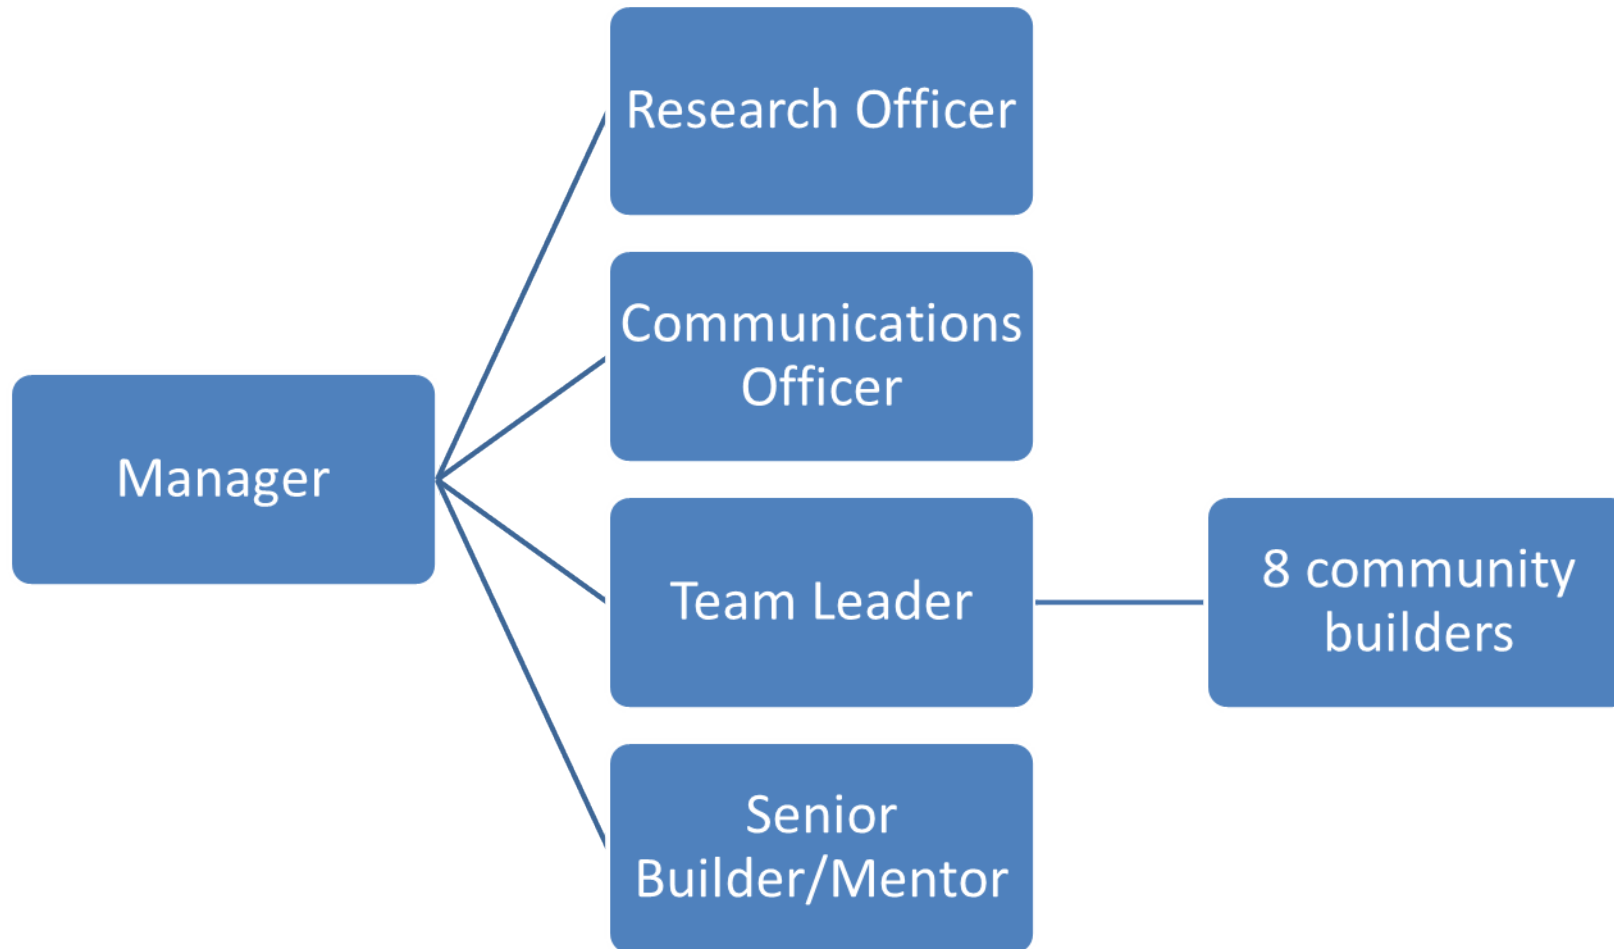 Research Officer
Communications
Officer
Manager
Team Leader
8 community
builders
Senior
Builder/Mentor